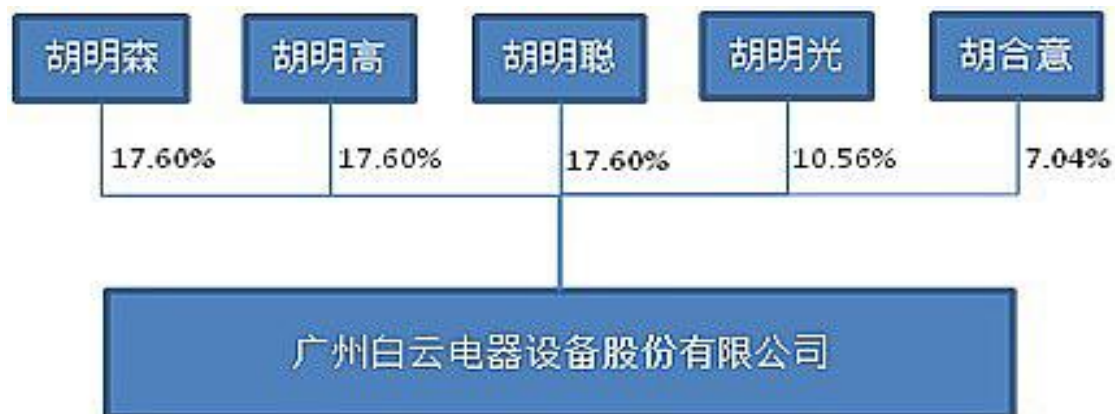 胡明森 胡明高 胡明聪 胡明光 胡合意
17.60% 17.60% 17.60% 10.56% 7.04%
广州白云电器设备股份有限公司